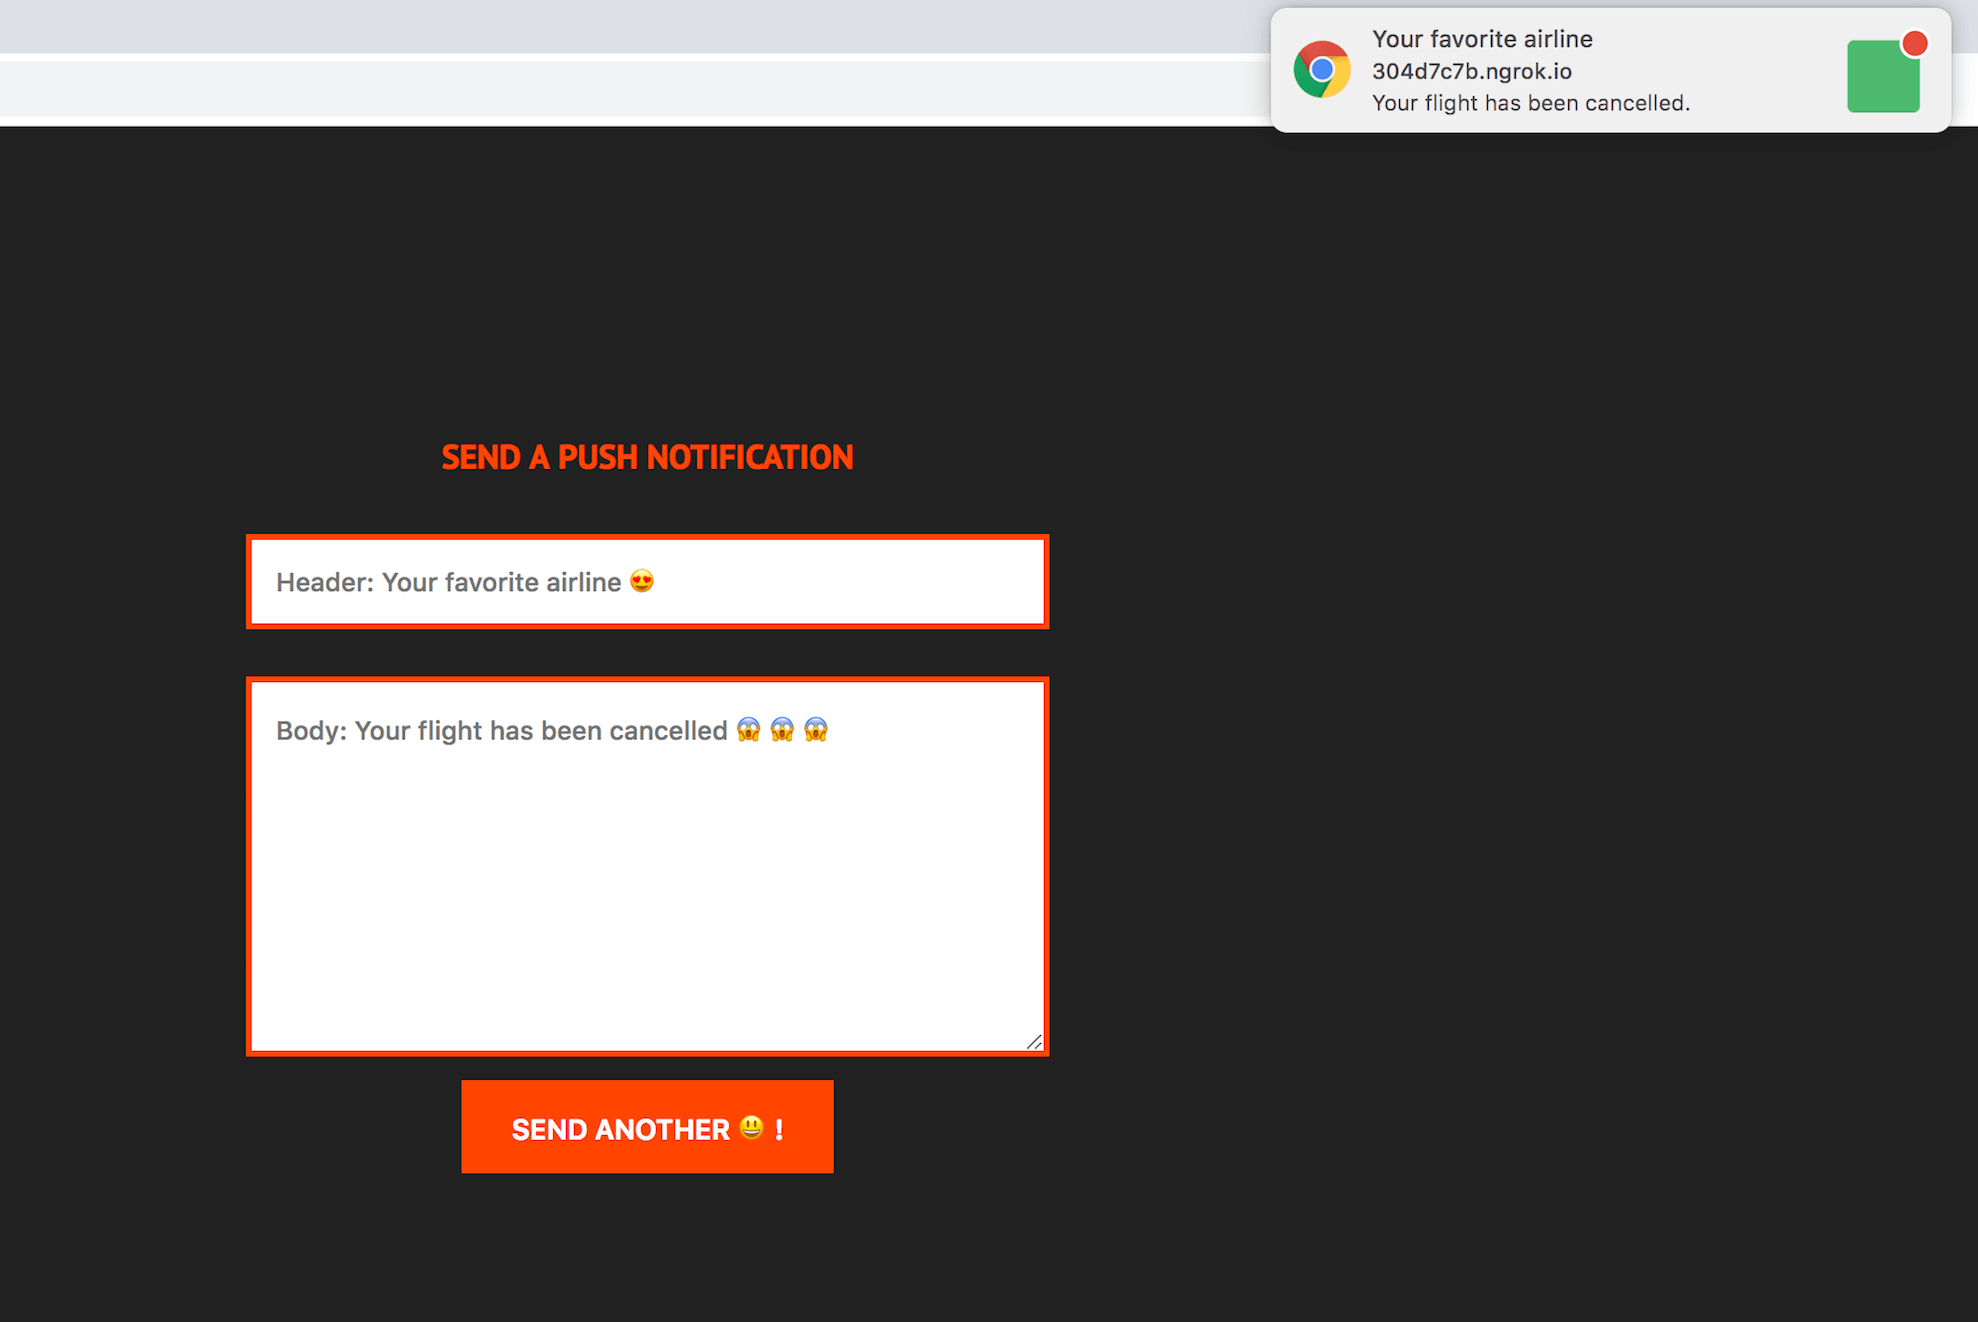 Your favorite airline
304d7c7b.ngrok.io
Your flight has been cancelled.
SEND A PUSH NOTIFICATION
Header: Your favorite airline 😍
Body: Your flight has been cancelled 😱 😱 😱
SEND ANOTHER 😃 !